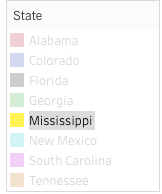 State
Alabama
Colorado
Florida
Georgia
Mississippi
New Mexico
South Carolina
Tennessee